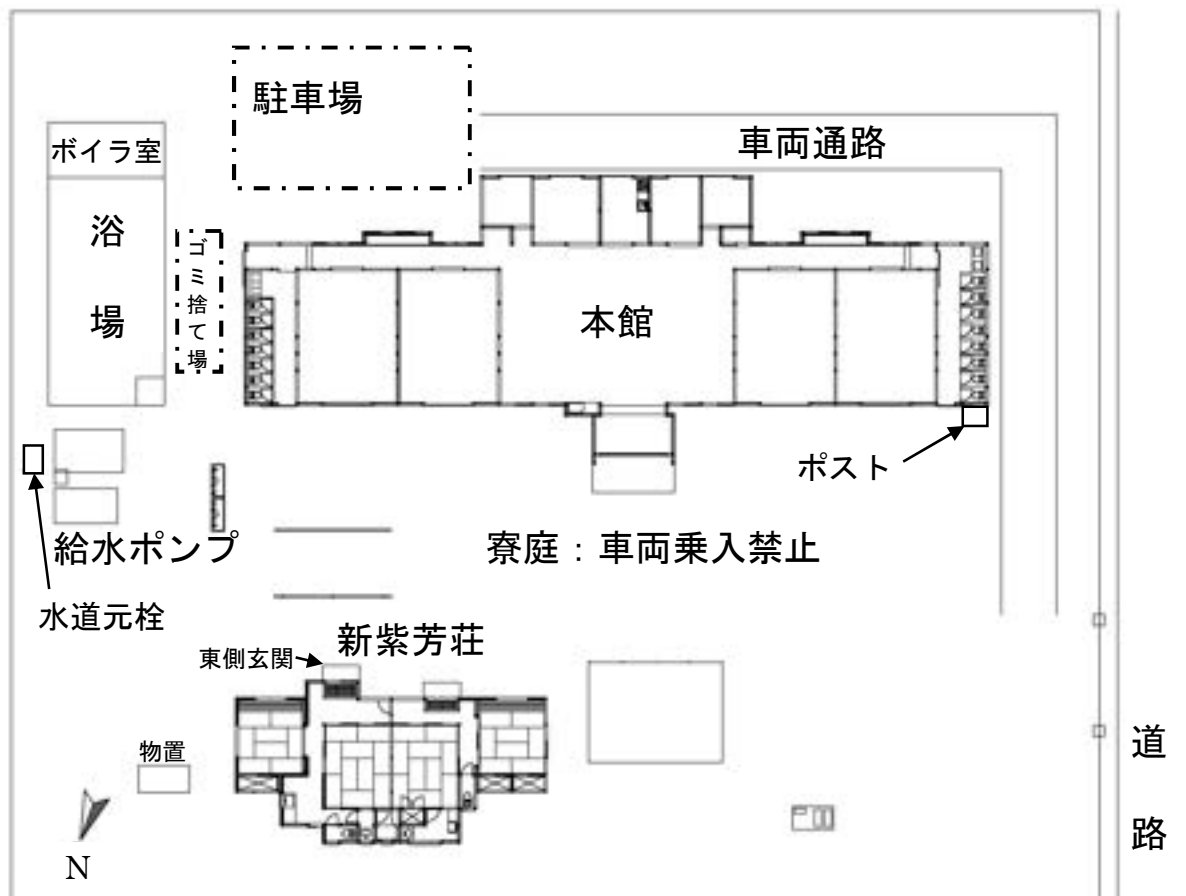 駐車場
車両通路
ボイラ室
浴場
ゴミ捨て場
本館
ポスト
給水ポンプ
寮庭：車両乗入禁止
水道元栓
新紫芳荘
東側玄関
物置
道路
N